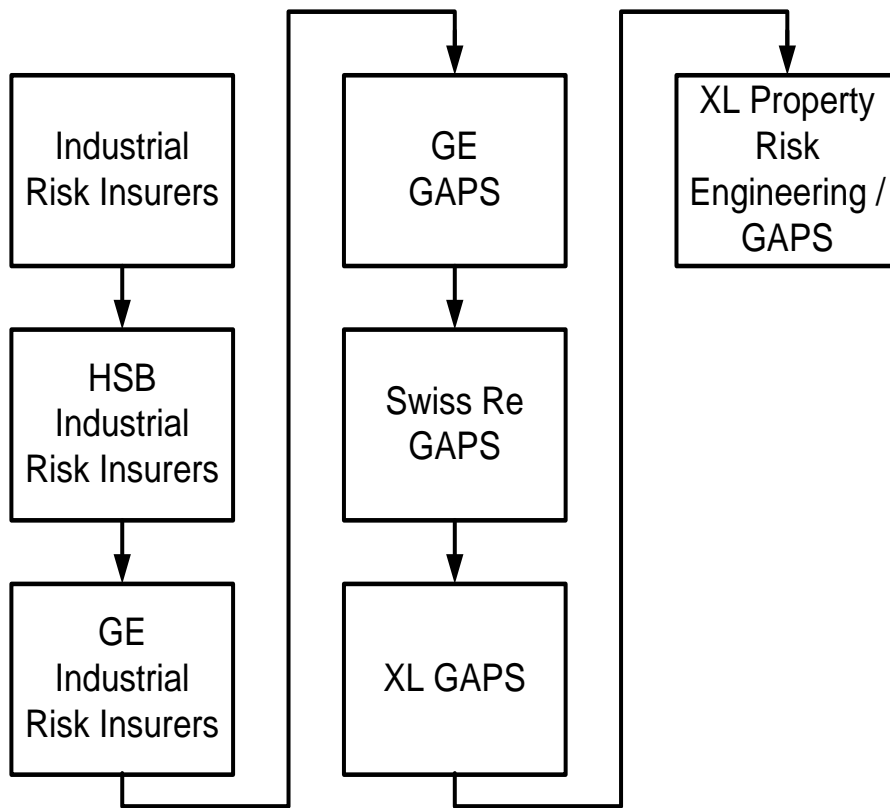 Industrial
Risk Insurers
HSB
Industrial
Risk Insurers
GE
Industrial
Risk Insurers
GE
GAPS
Swiss Re
GAPS
XL GAPS
XL Property
Risk
Engineering /
GAPS